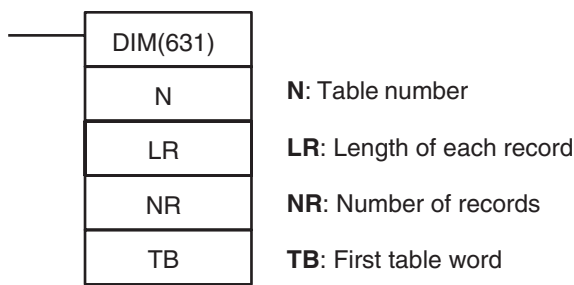 DIM(631)
N N: Table number
LR LR: Length of each record
NR NR: Number of records
TB TB: First table word